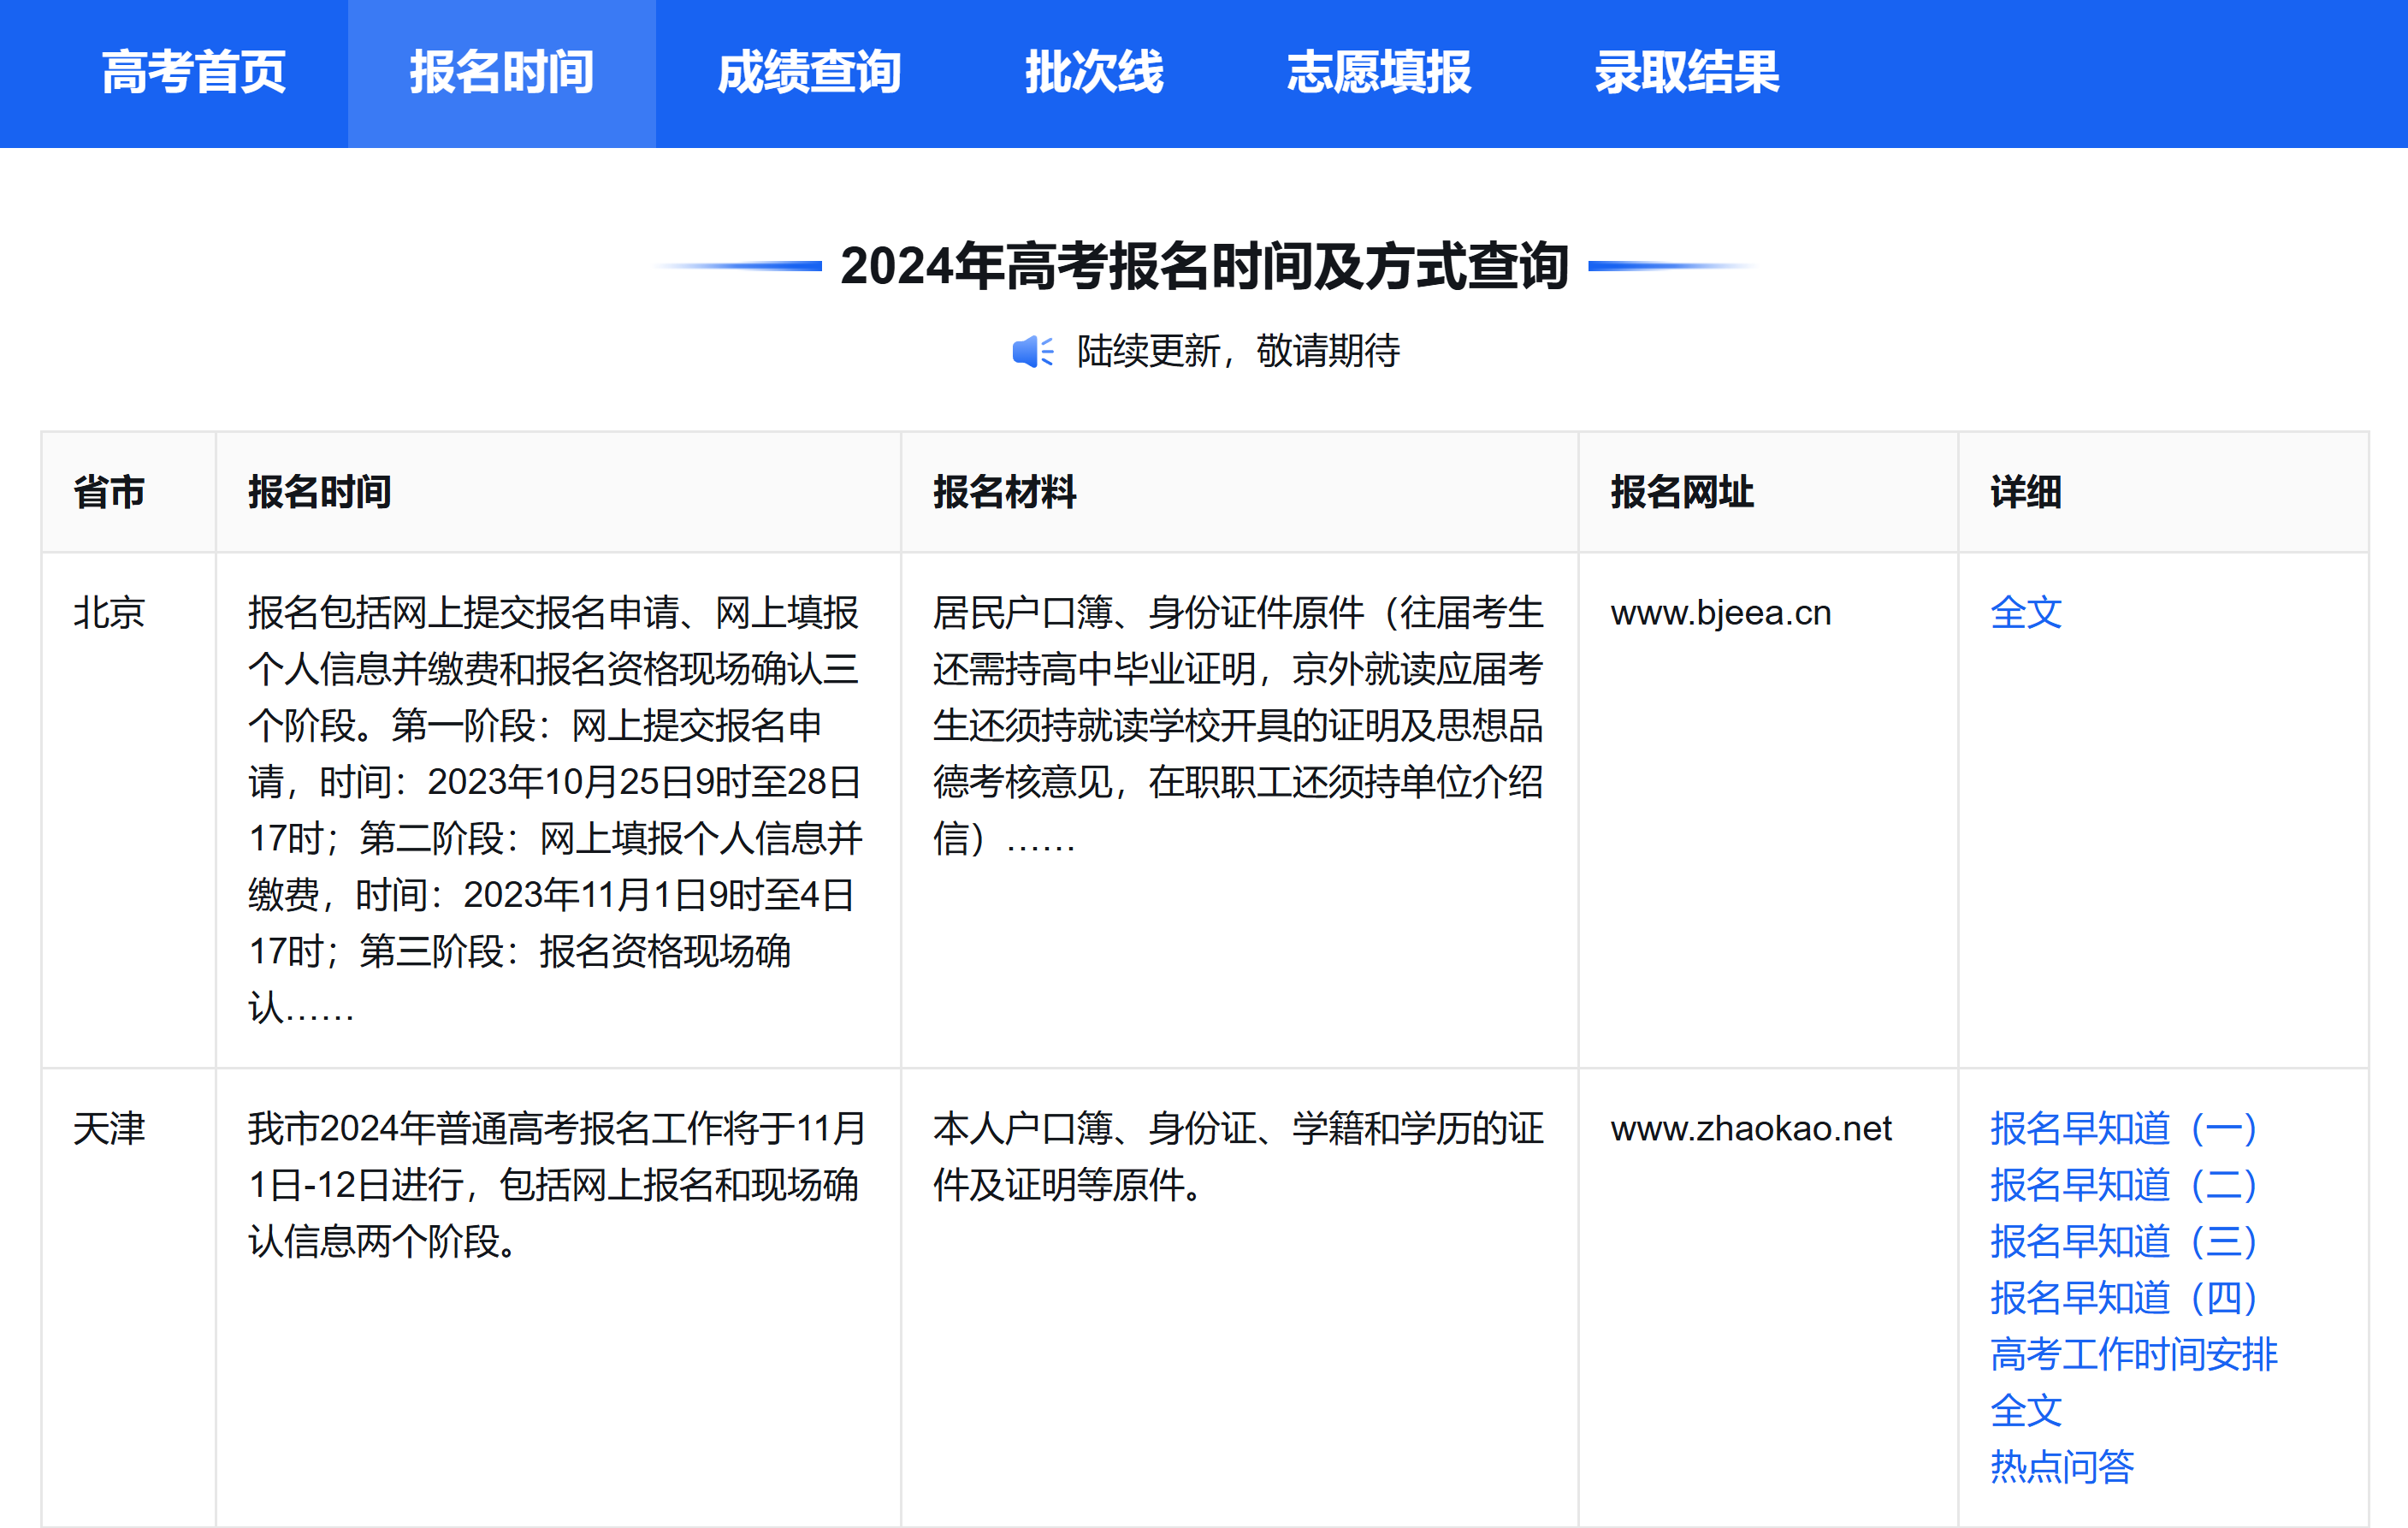 高考首页 报名时间 成绩查询 批次线 志愿填报 录取结果
2024年高考报名时间及方式查询
陆续更新，敬请期待
省市 报名时间 报名材料 报名网址 详细
北京
报名包括网上提交报名申请、网上填报
个人信息并缴费和报名资格现场确认三
个阶段。第一阶段：网上提交报名申
请，时间：2023年10月25日9时至28日
17时；第二阶段：网上填报个人信息并
缴费，时间：2023年11月1日9时至4日
17时；第三阶段：报名资格现场确
认……
居民户口簿、身份证件原件（往届考生
还需持高中毕业证明，京外就读应届考
生还须持就读学校开具的证明及思想品
德考核意见，在职职工还须持单位介绍
信）……
www.bjeea.cn
全文
天津
我市2024年普通高考报名工作将于11月
1日-12日进行，包括网上报名和现场确
认信息两个阶段。
本人户口簿、身份证、学籍和学历的证
件及证明等原件。
www.zhaokao.net
报名早知道（一）
报名早知道（二）
报名早知道（三）
报名早知道（四）
高考工作时间安排
全文
热点问答